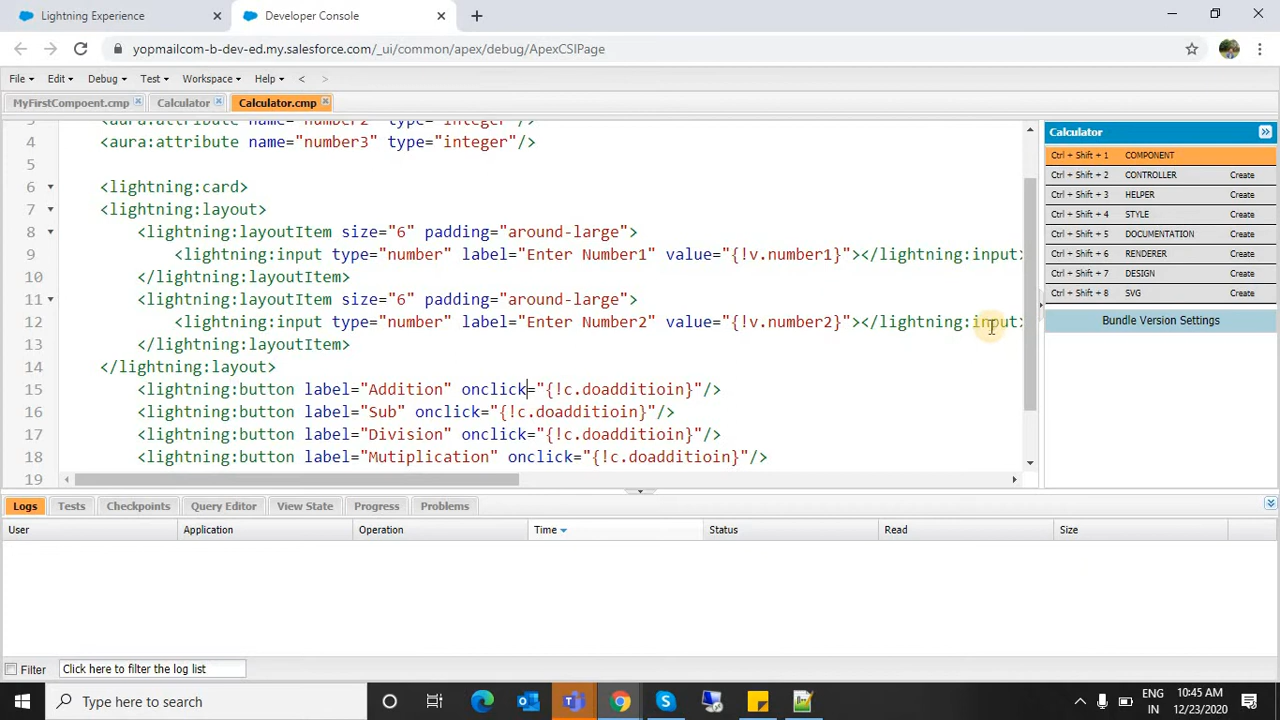 Lightning Experience
Developer Console
yopmailcom-b-dev-ed.my.salesforce.com/_ui/common/apex/debug/ApexCSIPage
File Edit Debug Test Workspace Help < >
MyFirstCompoent.cmp Calculator Calculator.cmp
3 <aura:attribute name="number2" type="integer"/>
4 <aura:attribute name="number3" type="integer"/>
5
6 <lightning:card>
7 <lightning:layout>
8 <lightning:layoutItem size="6" padding="around-large">
9 <lightning:input type="number" label="Enter Number1" value="{!v.number1}"></lightning:input>
10 </lightning:layoutItem>
11 <lightning:layoutItem size="6" padding="around-large">
12 <lightning:input type="number" label="Enter Number2" value="{!v.number2}"></lightning:input>
13 </lightning:layoutItem>
14 </lightning:layout>
15 <lightning:button label="Addition" onclick="{!c.doadditioin}"/>
16 <lightning:button label="Sub" onclick="{!c.doadditioin}"/>
17 <lightning:button label="Division" onclick="{!c.doadditioin}"/>
18 <lightning:button label="Mutiplication" onclick="{!c.doadditioin}"/>
19
Calculator
Ctrl + Shift + 1 COMPONENT
Ctrl + Shift + 2 CONTROLLER Create
Ctrl + Shift + 3 HELPER Create
Ctrl + Shift + 4 STYLE Create
Ctrl + Shift + 5 DOCUMENTATION Create
Ctrl + Shift + 6 RENDERER Create
Ctrl + Shift + 7 DESIGN Create
Ctrl + Shift + 8 SVG Create
Bundle Version Settings
Logs Tests Checkpoints Query Editor View State Progress Problems
User Application Operation Time Status Read Size
Filter Click here to filter the log list
Type here to search
ENG
IN
10:45 AM
12/23/2020